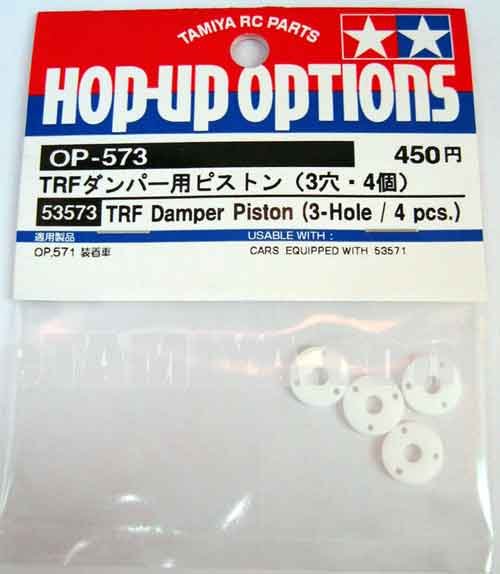 TAMIYA RC PARTS
HOP-UP OPTIONS
OP-573 450円
TRFダンパー用ピストン（3穴・4個）
53573 TRF Damper Piston (3-Hole / 4 pcs.)
適用製品 USABLE WITH :
OP.571 装着車 CARS EQUIPPED WITH 53571